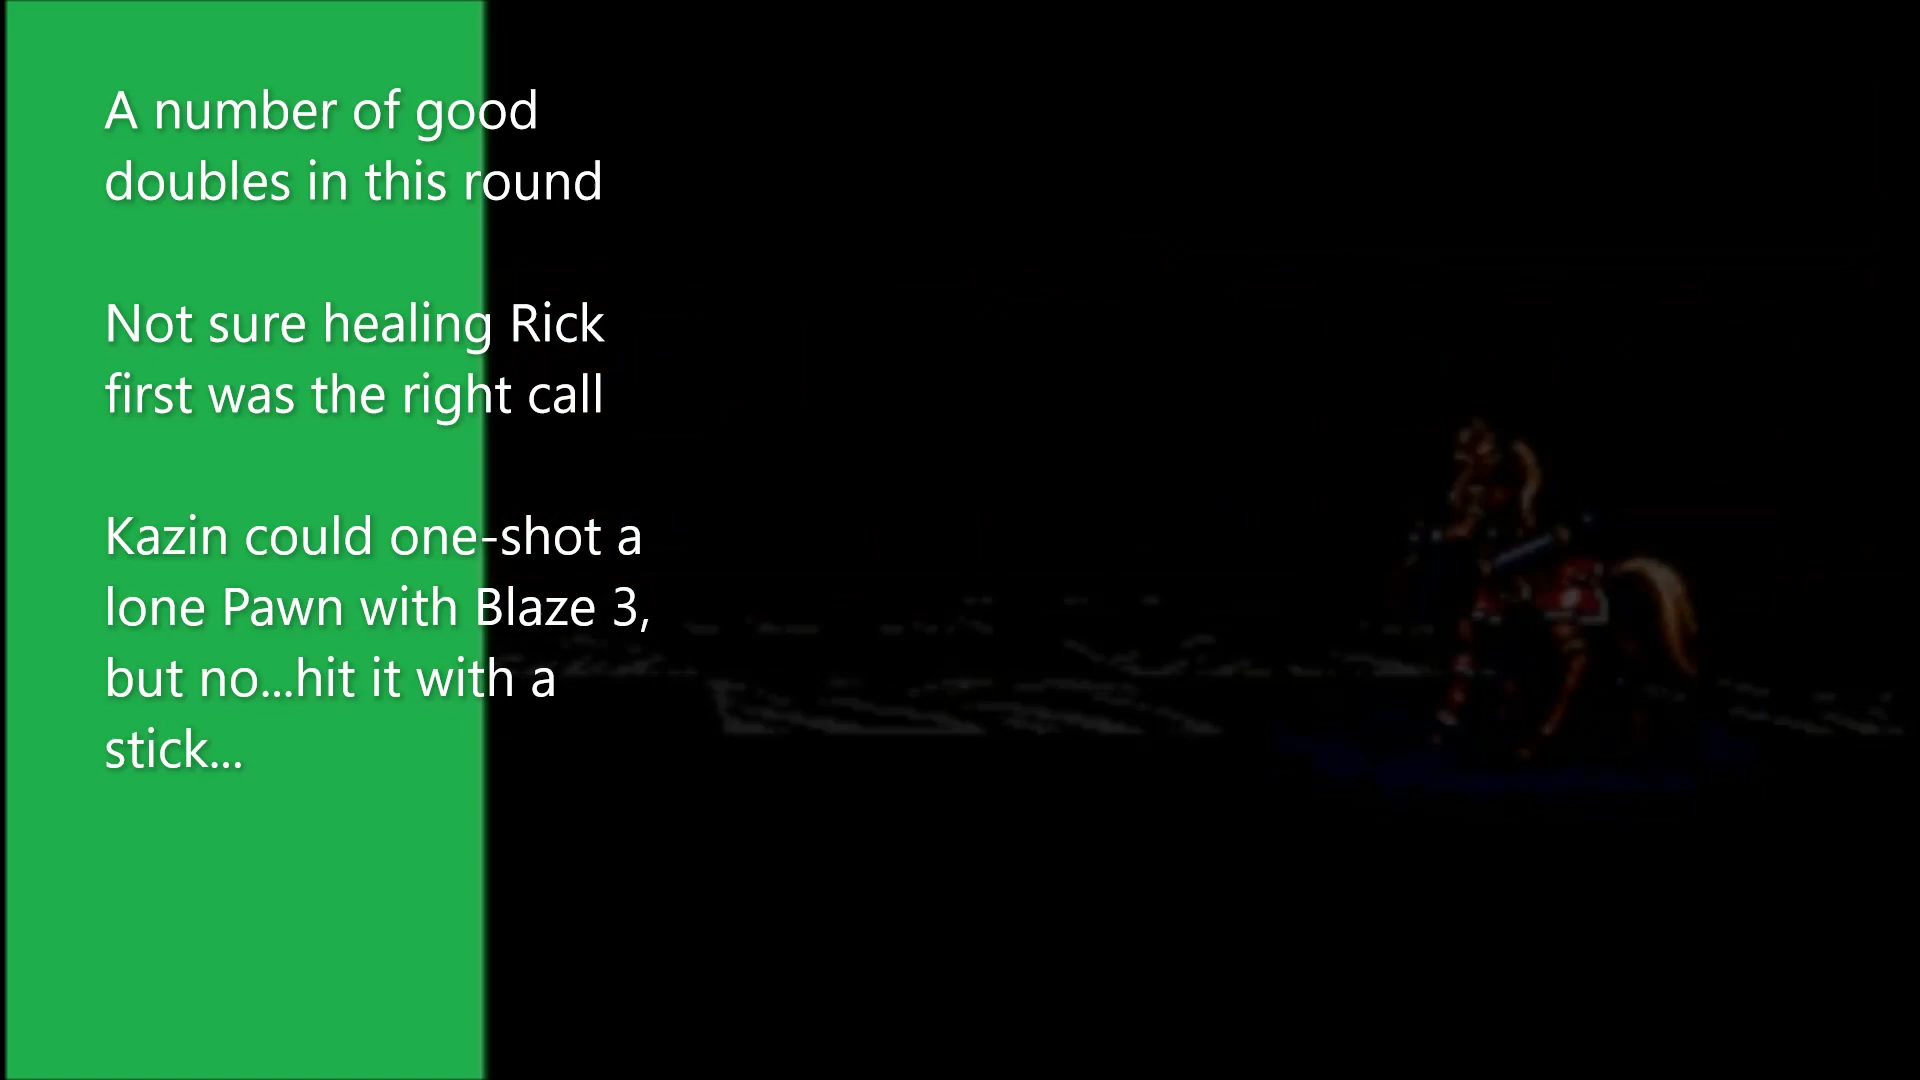 A number of good
doubles in this round
Not sure healing Rick
first was the right call
Kazin could one-shot a
lone Pawn with Blaze 3,
but no...hit it with a
stick...